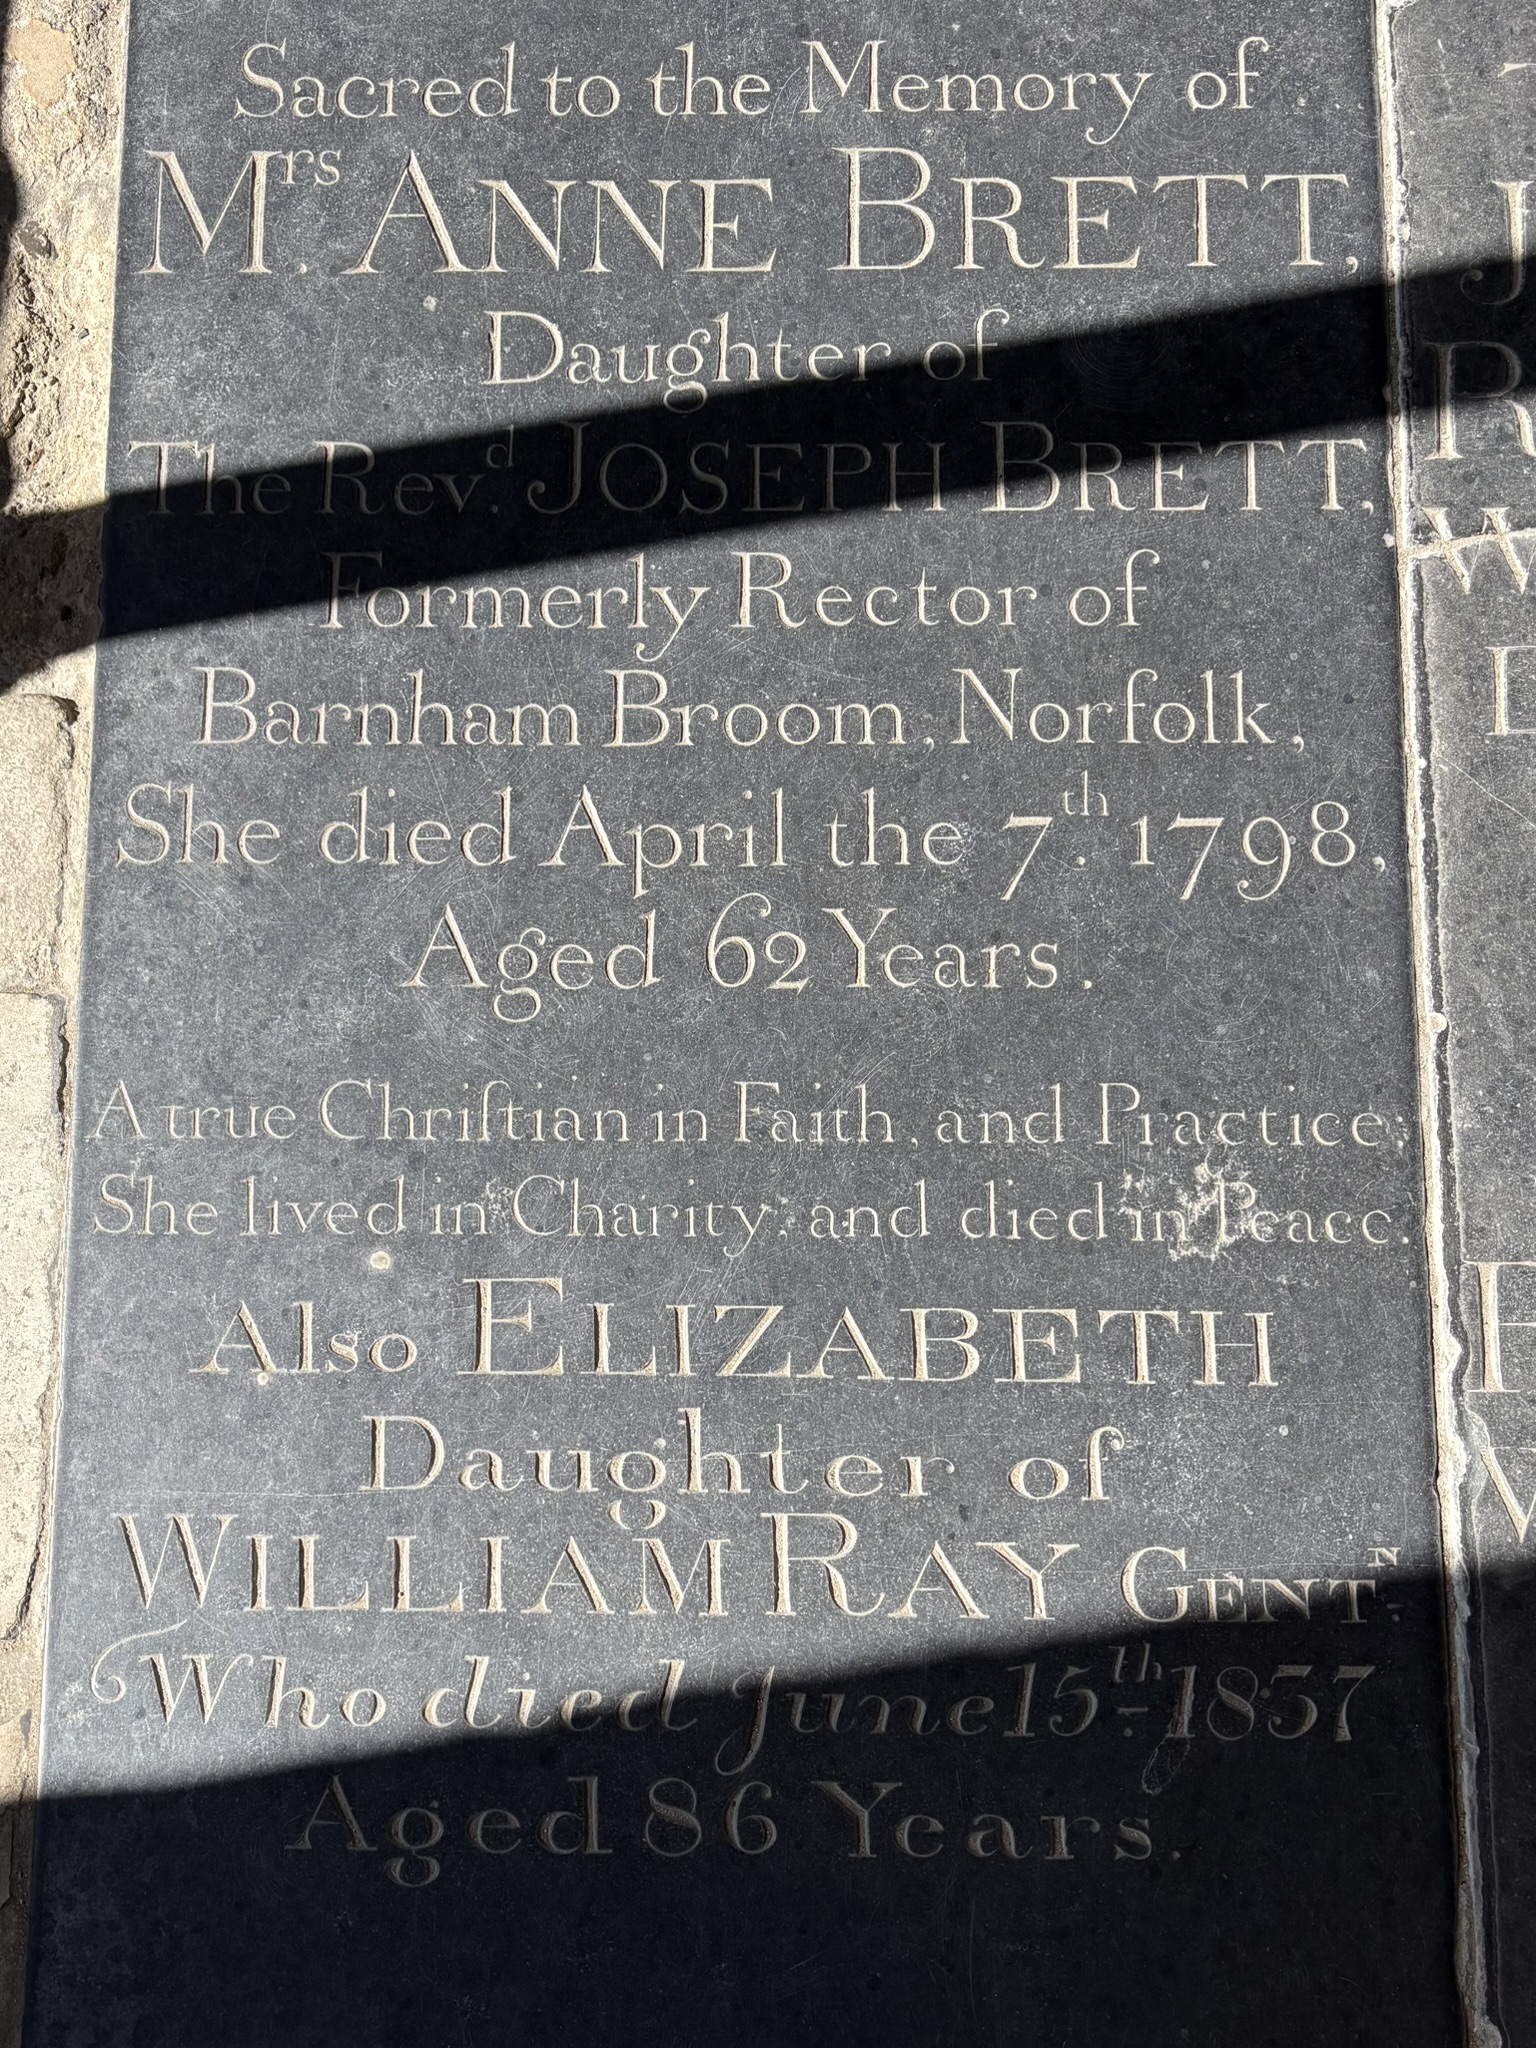 Sacred to the Memory of
Mrs. ANNE BRETT,
Daughter of
The Revd. JOSEPH BRETT,
Formerly Rector of
Barnham Broom, Norfolk,
She died April the 7th. 1798,
Aged 62 Years.
A true Chriſtian in Faith, and Practice;
She lived in Charity, and died in Peace.
Also ELIZABETH
Daughter of
WILLIAM RAY GENTN.
Who died June 15th. 1837
Aged 86 Years.